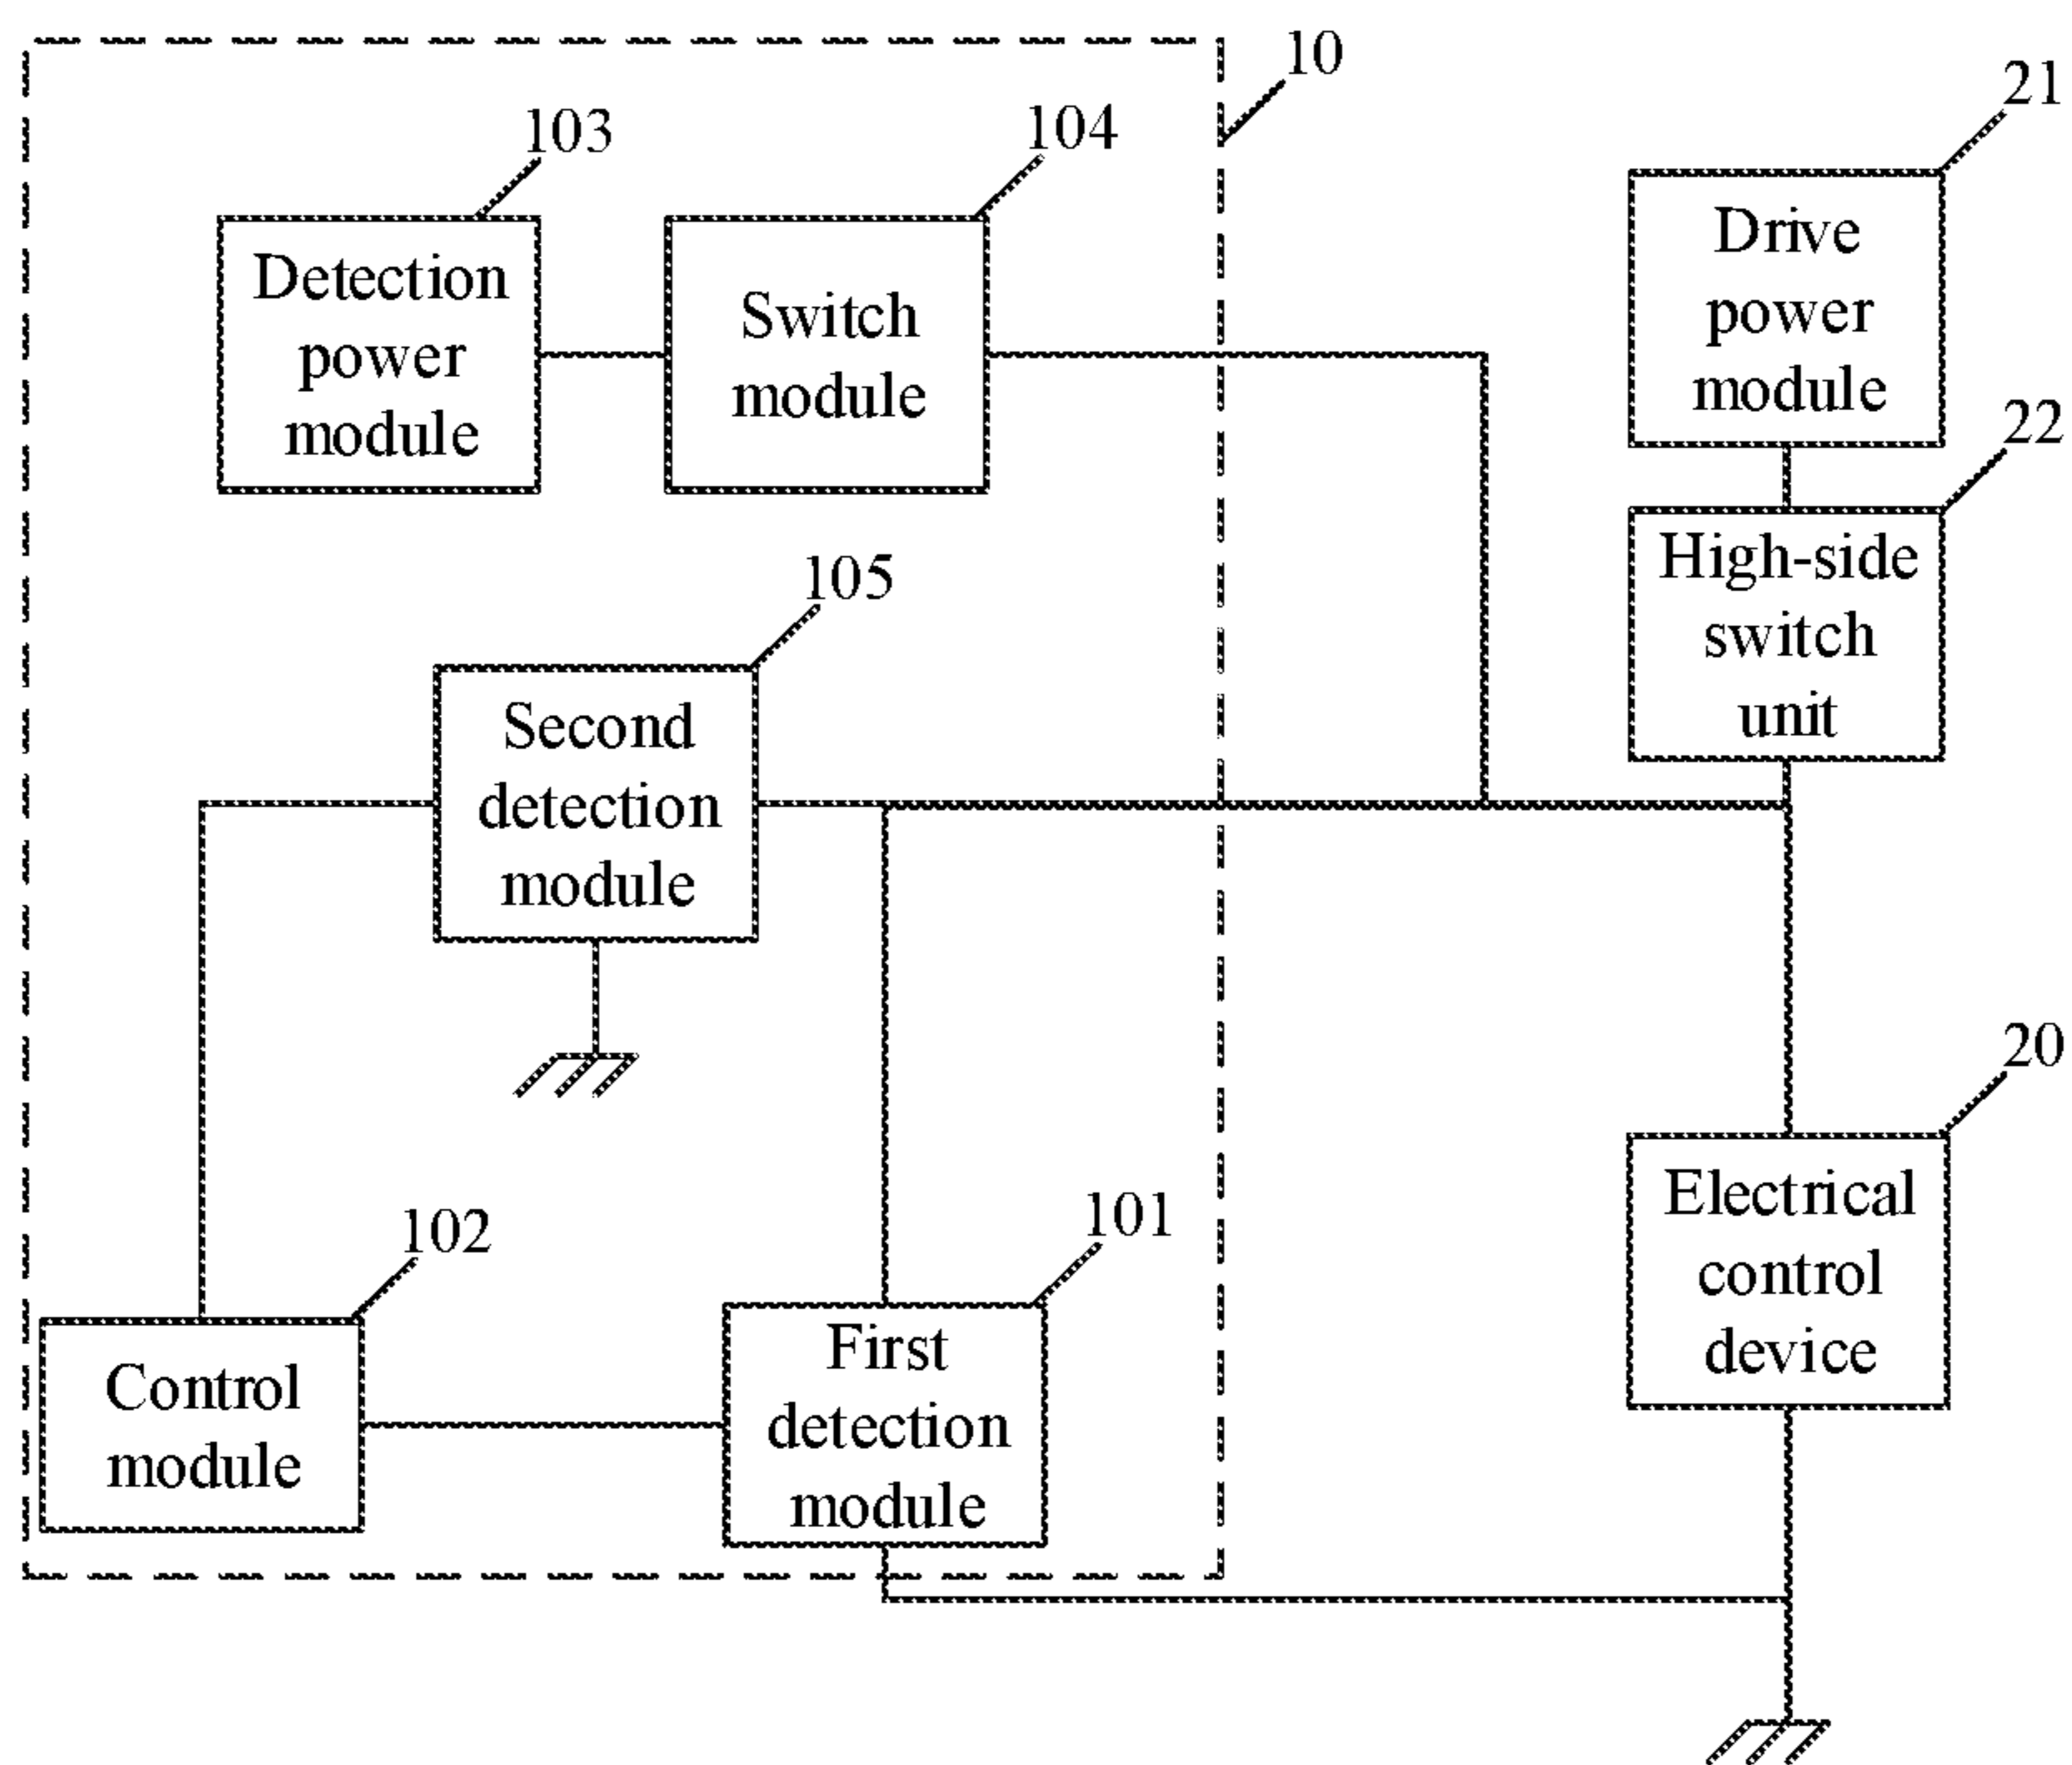 10
21
103
104
Drive
power
module
Detection
power
module
Switch
module
22
High-side
switch
unit
105
Second
detection
module
20
Electrical
control
device
102
101
Control
module
First
detection
module